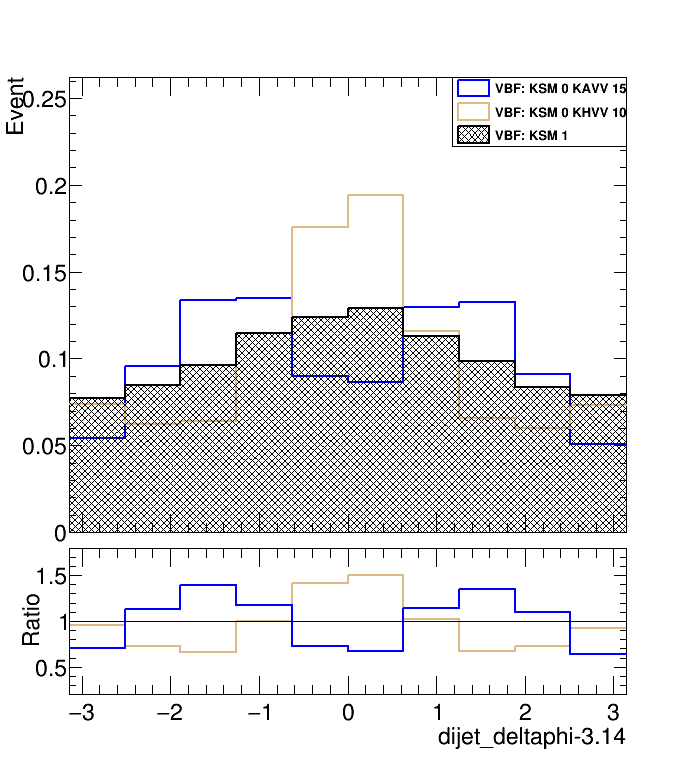 Event
0.25
0.2
0.15
0.1
0.05
0
VBF: KSM 0 KAVV 15
VBF: KSM 0 KHVV 10
VBF: KSM 1
Ratio
1.5
1
0.5
−3 −2 −1 0 1 2 3
dijet_deltaphi-3.14